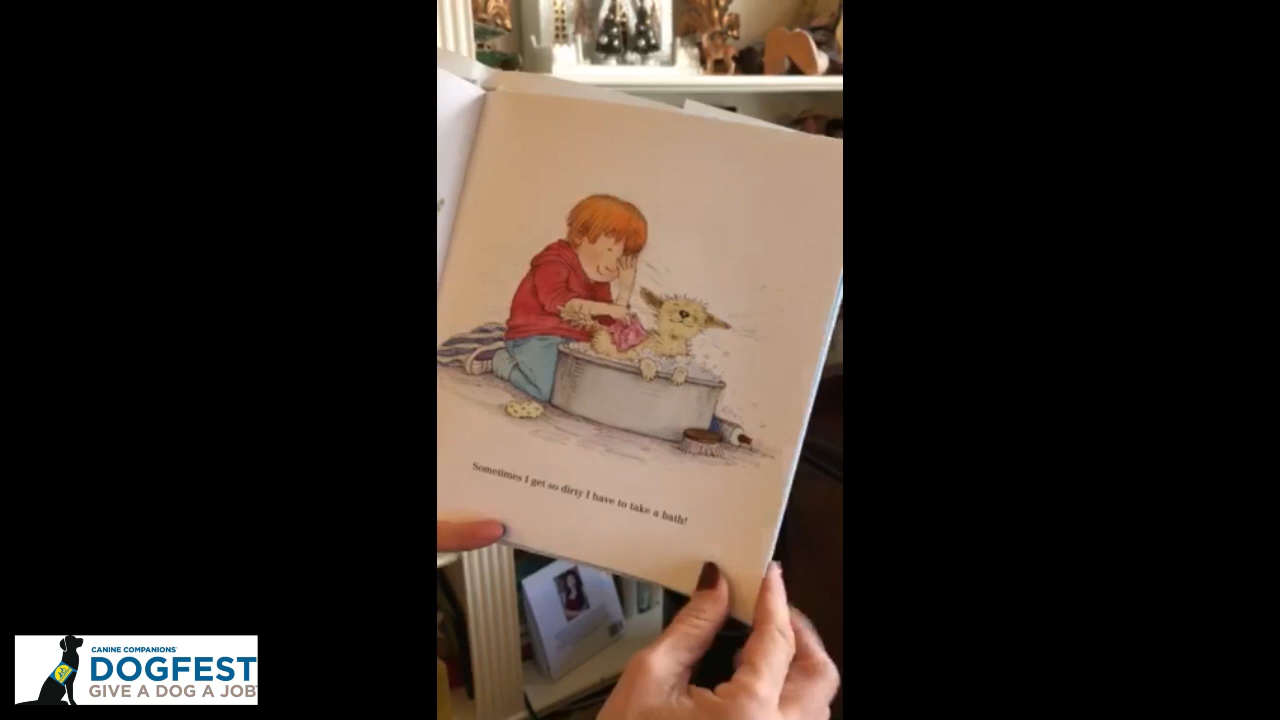 Sometimes I get so dirty I have to take a bath!
CANINE COMPANIONS'
DOGFEST
GIVE A DOG A JOB